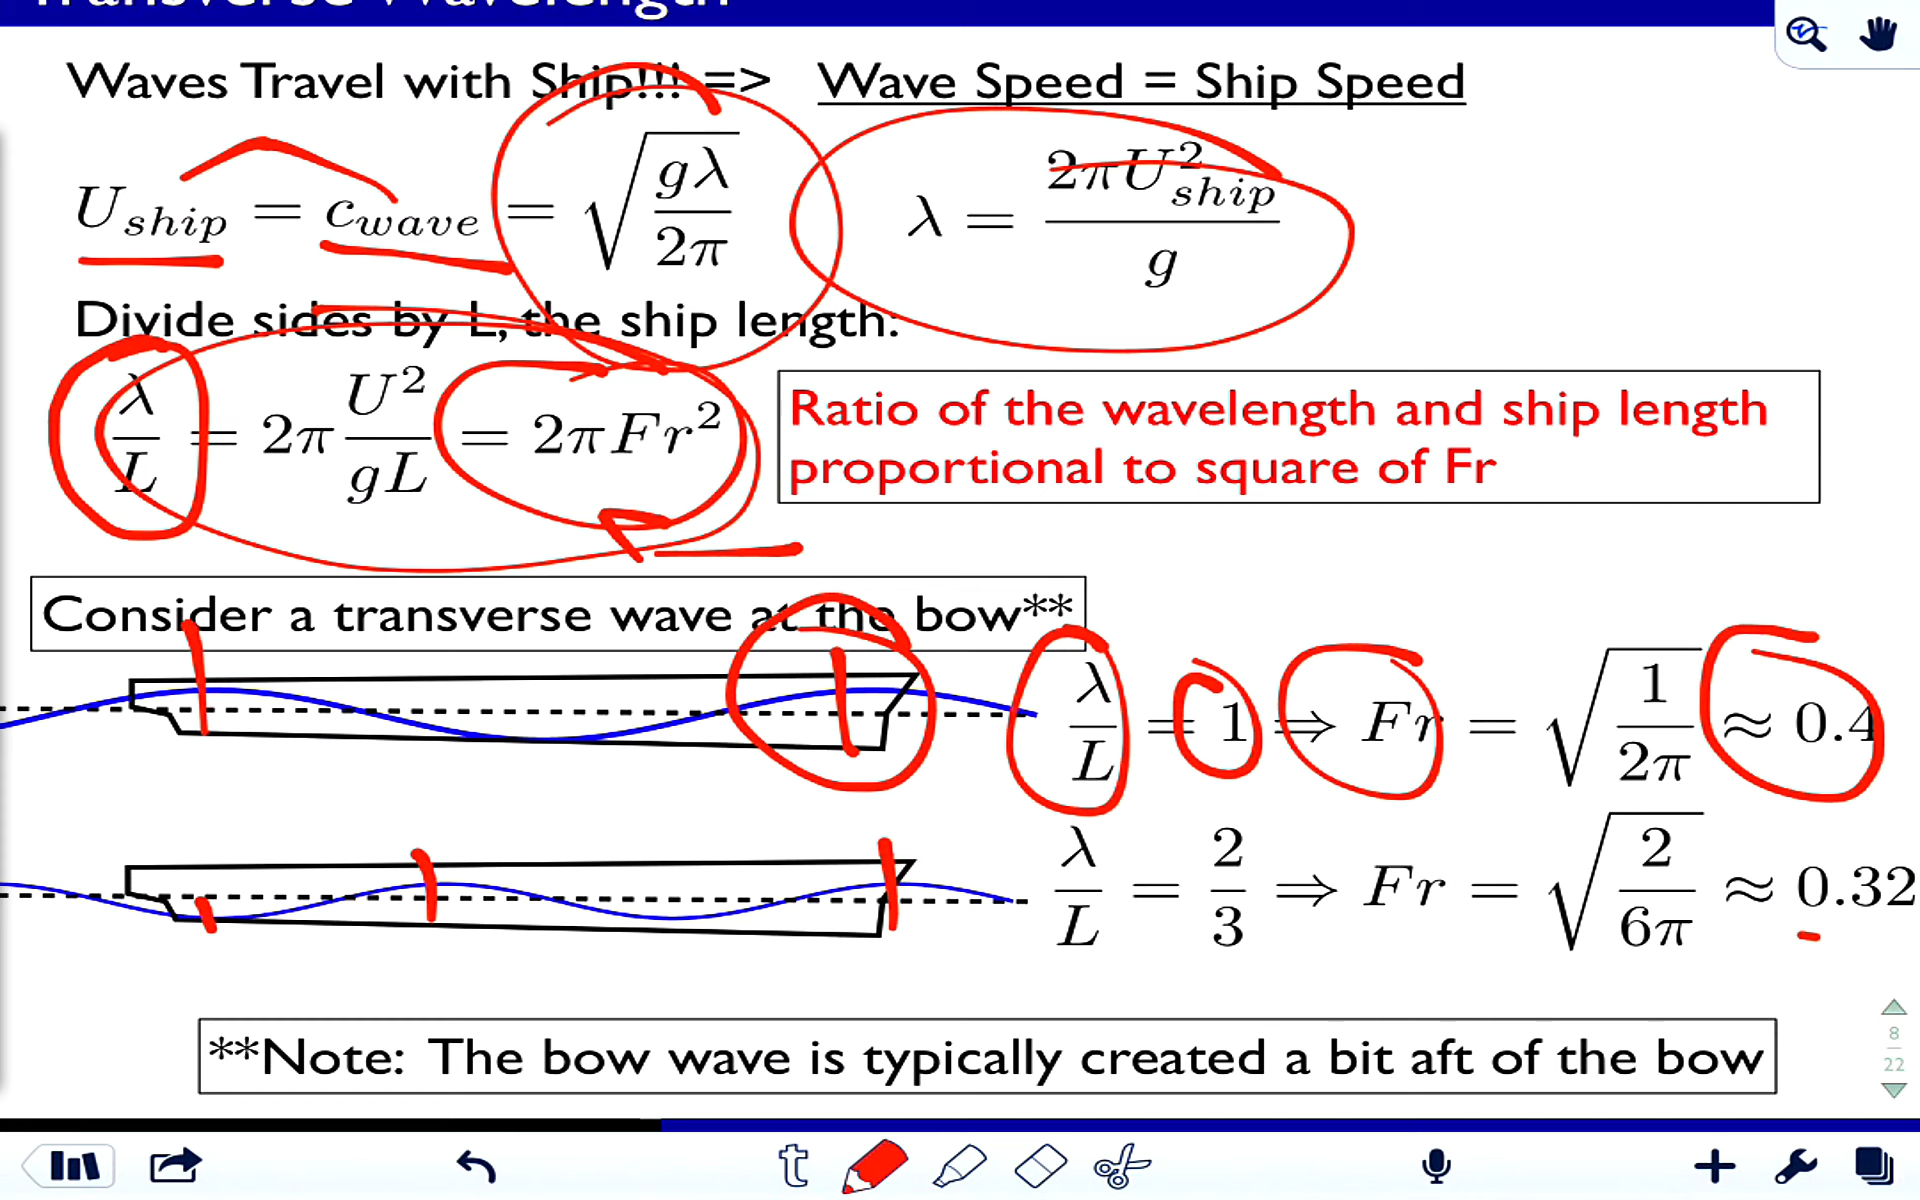 Transverse Wavelength
Waves Travel with Ship!!! => Wave Speed = Ship Speed
U_ship = c_wave = √(gλ/2π) λ = 2πU²_ship/g
Divide sides by L, the ship length:
λ/L = 2π U²/gL = 2πFr²
Ratio of the wavelength and ship length
proportional to square of Fr
Consider a transverse wave at the bow**
λ/L = 1 ⇒ Fr = √(1/2π) ≈ 0.4
λ/L = 2/3 ⇒ Fr = √(2/6π) ≈ 0.32
**Note: The bow wave is typically created a bit aft of the bow
8
22
t